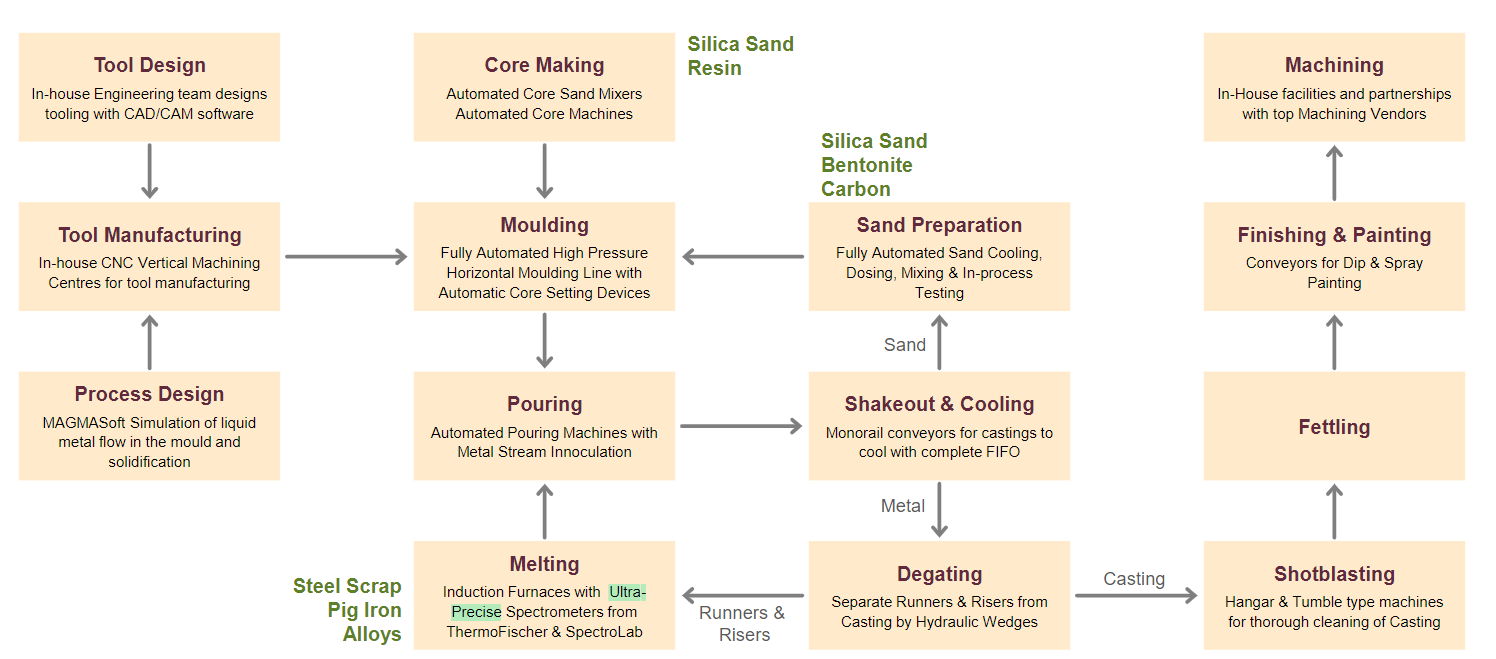 Tool Design
In-house Engineering team designs
tooling with CAD/CAM software
Core Making
Automated Core Sand Mixers
Automated Core Machines
Silica Sand
Resin
Machining
In-House facilities and partnerships
with top Machining Vendors
Silica Sand
Bentonite
Carbon
Tool Manufacturing
In-house CNC Vertical Machining
Centres for tool manufacturing
Moulding
Fully Automated High Pressure
Horizontal Moulding Line with
Automatic Core Setting Devices
Sand Preparation
Fully Automated Sand Cooling,
Dosing, Mixing & In-process
Testing
Finishing & Painting
Conveyors for Dip & Spray
Painting
Sand
Process Design
MAGMASoft Simulation of liquid
metal flow in the mould and
solidification
Pouring
Automated Pouring Machines with
Metal Stream Innoculation
Shakeout & Cooling
Monorail conveyors for castings to
cool with complete FIFO
Fettling
Metal
Steel Scrap
Pig Iron
Alloys
Melting
Induction Furnaces with Ultra-
Precise Spectrometers from
ThermoFischer & SpectroLab
Runners &
Risers
Degating
Separate Runners & Risers from
Casting by Hydraulic Wedges
Casting
Shotblasting
Hangar & Tumble type machines
for thorough cleaning of Casting